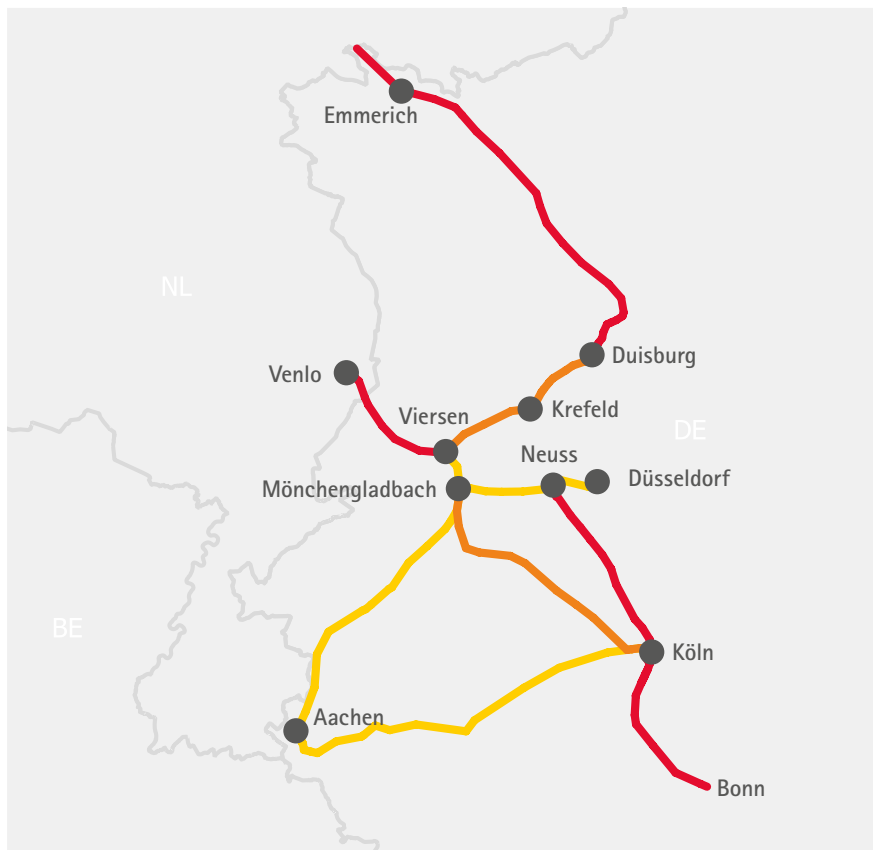 Emmerich
NL
Duisburg
Venlo
Viersen
Krefeld
DE
Neuss
Düsseldorf
Mönchengladbach
BE
Köln
Aachen
Bonn